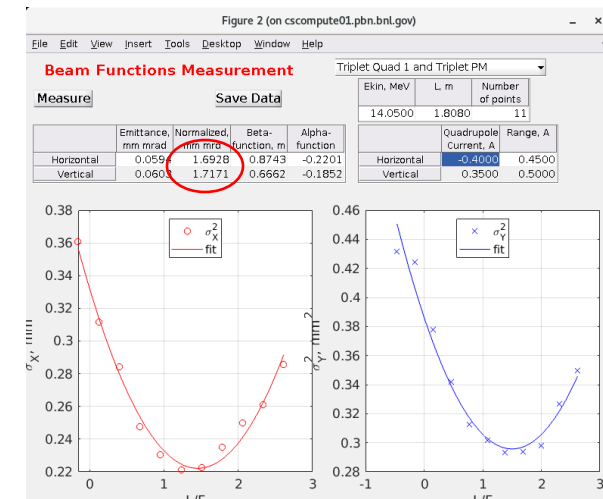 Figure 2 (on cscompute01.pbn.bnl.gov)
File Edit View Insert Tools Desktop Window Help
Beam Functions Measurement
Triplet Quad 1 and Triplet PM
Measure
Save Data
Ekin, MeV L, m Number of points
14.0500 1.8080 11
Emittance, mm mrad Normalized, mm mrd Beta-function, m Alpha-function
Horizontal 0.0594 1.6928 0.8743 -0.2201
Vertical 0.0603 1.7171 0.6662 -0.1852
Quadrupole Current, A Range, A
Horizontal -0.4000 0.4500
Vertical 0.3500 0.5000
0.38
0.36
0.34
0.32
0.3
0.28
0.26
0.24
0.22
0 1 2 3
σ_X^2
fit
0.46
0.44
0.42
0.4
0.38
0.36
0.34
0.32
0.3
0.28
-1 0 1 2 3
σ_Y^2
fit